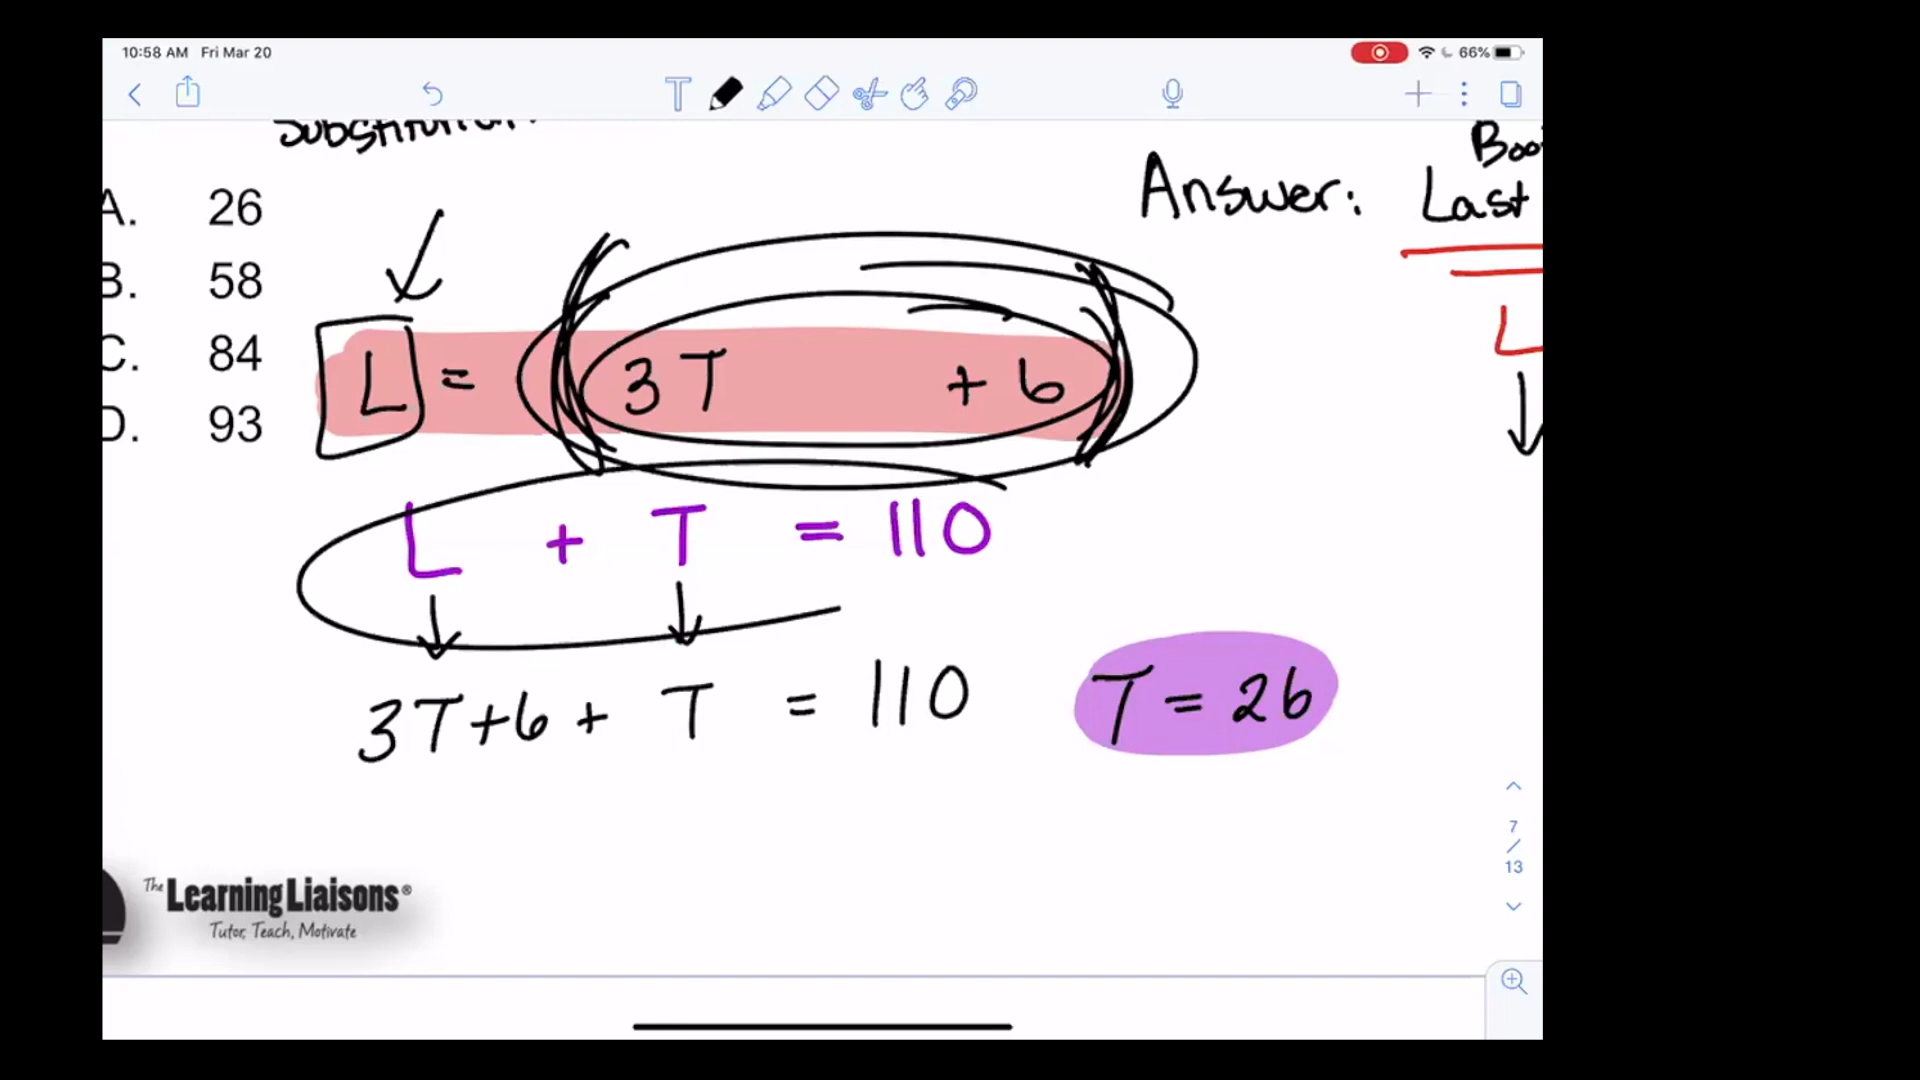 10:58 AM Fri Mar 20
66%
Boo
Answer: Last
A. 26
B. 58
C. 84
D. 93
L = 3T + 6
L
L + T = 110
3T+6 + T = 110
T = 26
7
/
13
The Learning Liaisons®
Tutor, Teach, Motivate